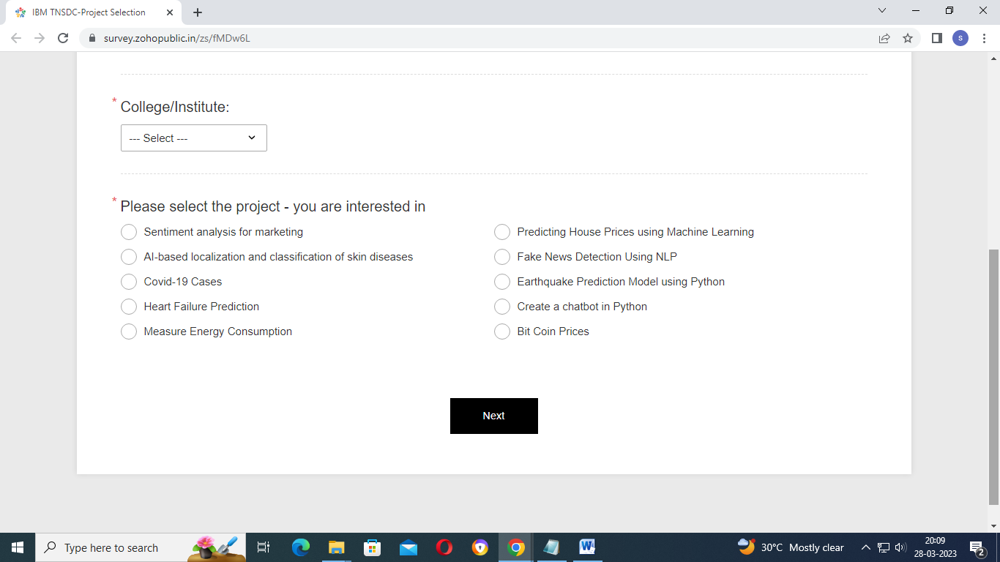 IBM TNSDC-Project Selection
survey.zohopublic.in/zs/fMDw6L
S
* College/Institute:
--- Select ---
* Please select the project - you are interested in
Sentiment analysis for marketing
Predicting House Prices using Machine Learning
AI-based localization and classification of skin diseases
Fake News Detection Using NLP
Covid-19 Cases
Earthquake Prediction Model using Python
Heart Failure Prediction
Create a chatbot in Python
Measure Energy Consumption
Bit Coin Prices
Next
Type here to search
30°C Mostly clear
20:09
28-03-2023
2